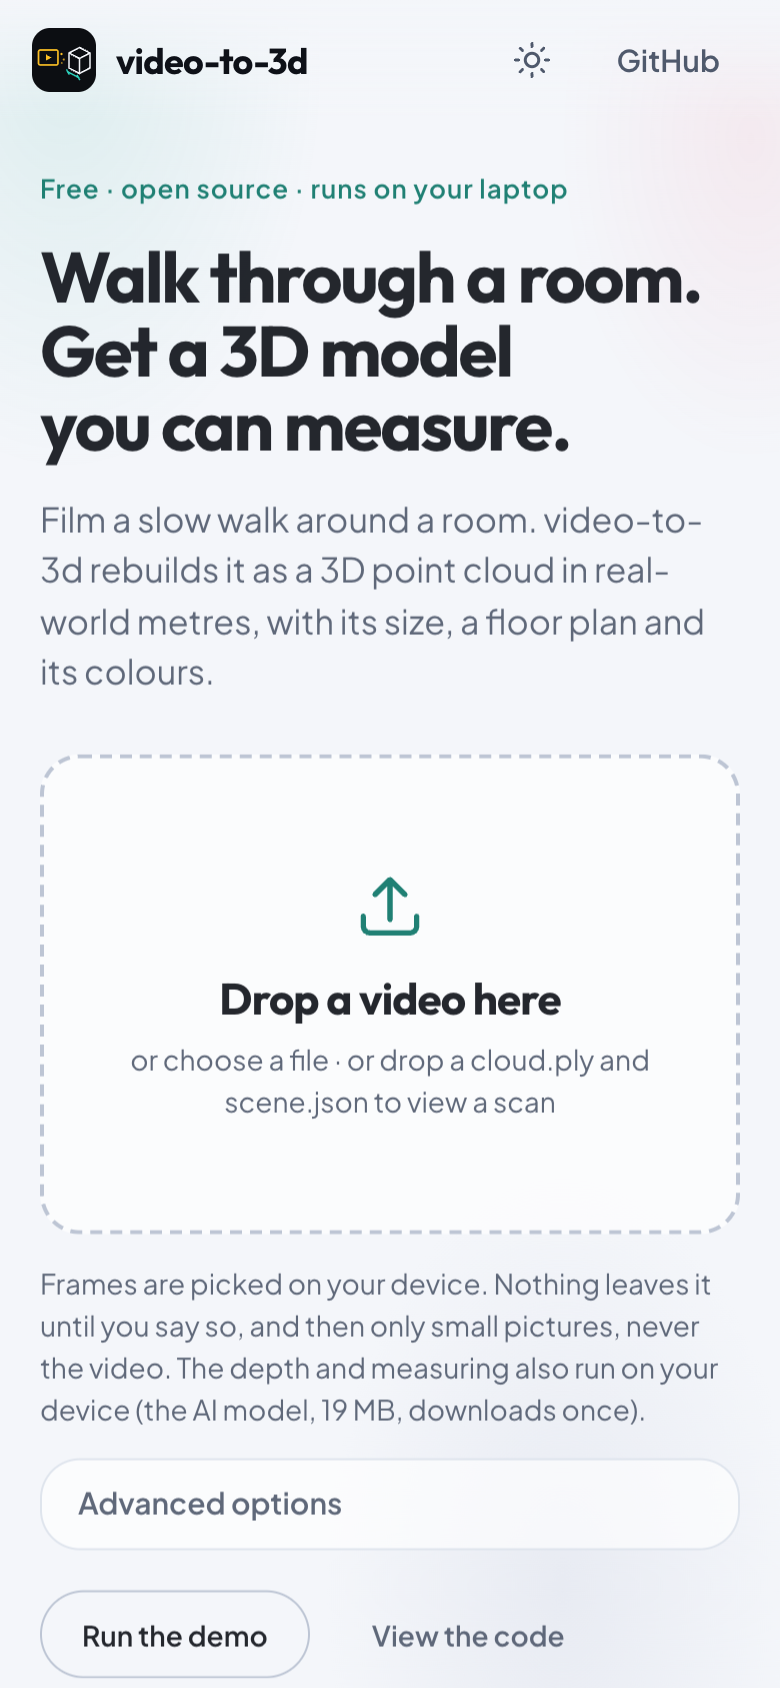 video-to-3d
GitHub
Free · open source · runs on your laptop
Walk through a room.
Get a 3D model
you can measure.
Film a slow walk around a room. video-to-
3d rebuilds it as a 3D point cloud in real-
world metres, with its size, a floor plan and
its colours.
Drop a video here
or choose a file · or drop a cloud.ply and
scene.json to view a scan
Frames are picked on your device. Nothing leaves it
until you say so, and then only small pictures, never
the video. The depth and measuring also run on your
device (the AI model, 19 MB, downloads once).
Advanced options
Run the demo
View the code